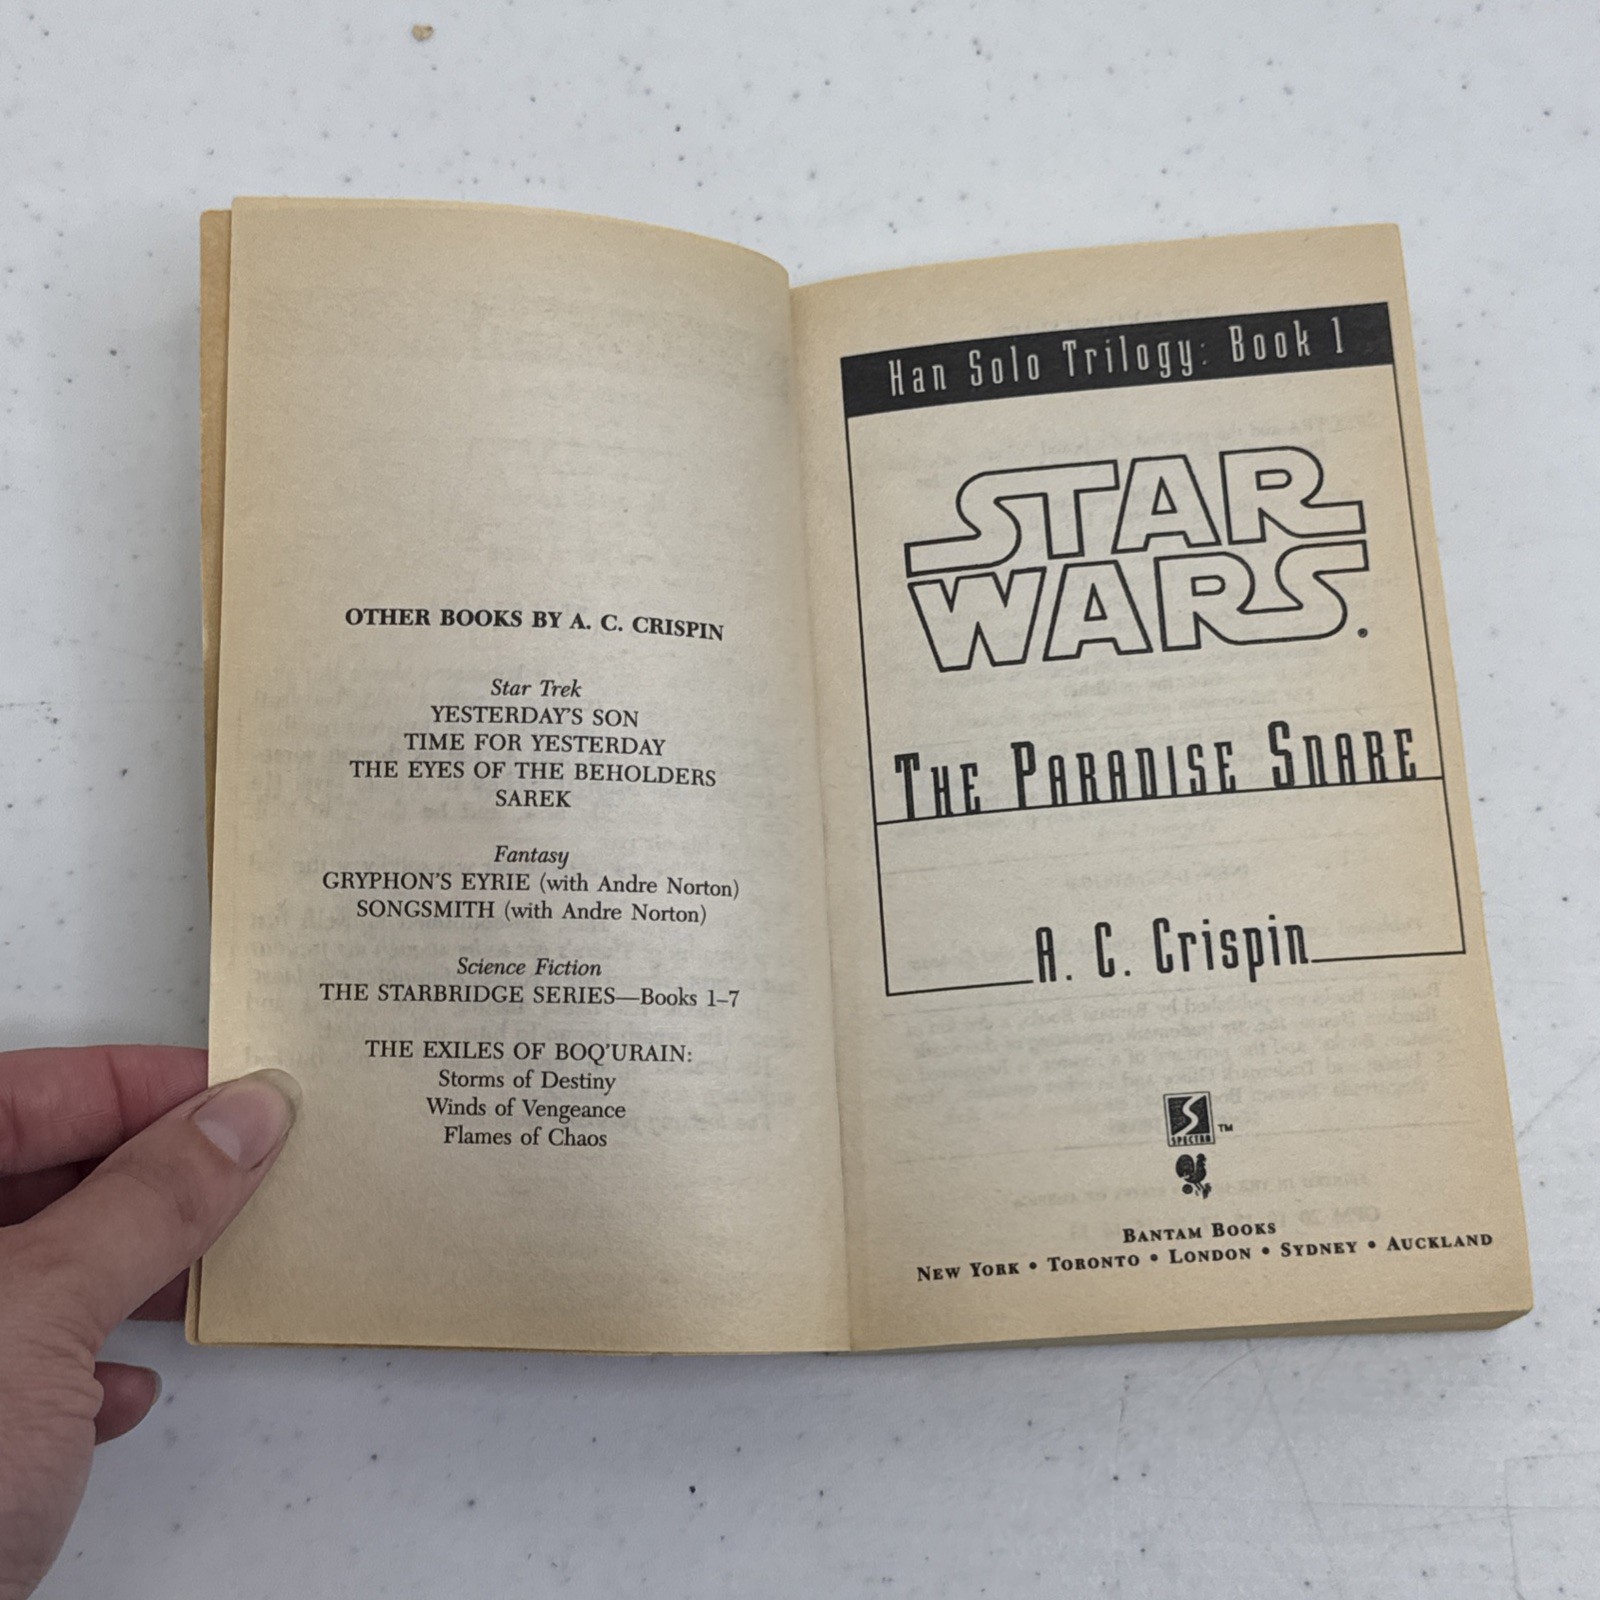 OTHER BOOKS BY A. C. CRISPIN
Star Trek
YESTERDAY'S SON
TIME FOR YESTERDAY
THE EYES OF THE BEHOLDERS
SAREK
Fantasy
GRYPHON'S EYRIE (with Andre Norton)
SONGSMITH (with Andre Norton)
Science Fiction
THE STARBRIDGE SERIES—Books 1–7
THE EXILES OF BOQ'URAIN:
Storms of Destiny
Winds of Vengeance
Flames of Chaos
Han Solo Trilogy: Book 1
STAR
WARS.
THE PARADISE SNARE
A. C. Crispin
SPECTRA ™
BANTAM BOOKS
NEW YORK • TORONTO • LONDON • SYDNEY • AUCKLAND